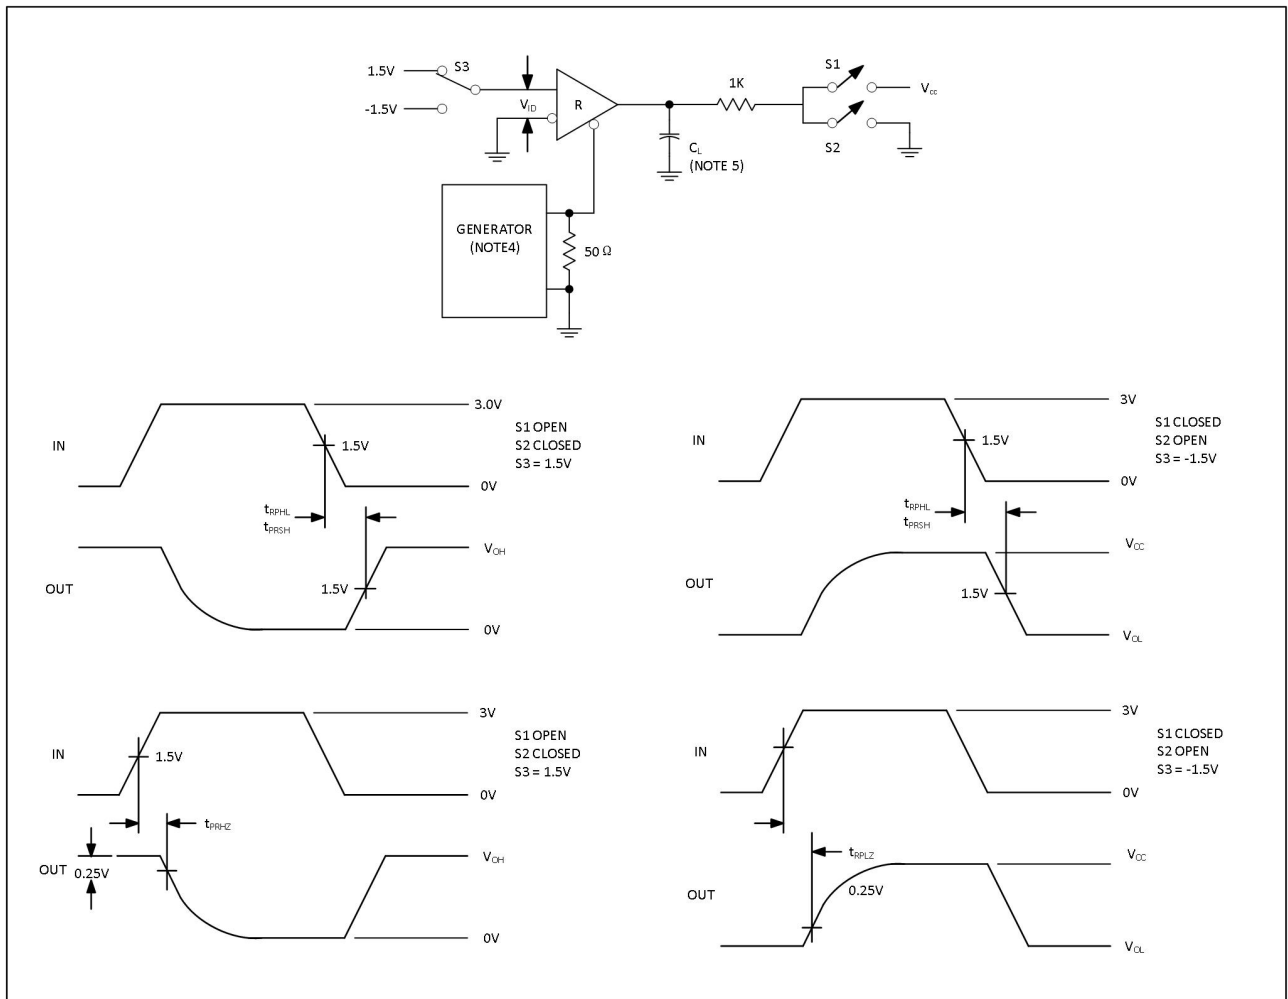 1.5V
S3
-1.5V
V_ID
R
1K
S1
V_cc
S2
C_L
(NOTE 5)
GENERATOR
(NOTE4)
50 Ω
IN
3.0V
1.5V
0V
S1 OPEN
S2 CLOSED
S3 = 1.5V
t_RPHL
t_PRSH
OUT
V_OH
1.5V
0V
IN
3V
1.5V
0V
S1 CLOSED
S2 OPEN
S3 = -1.5V
t_RPHL
t_PRSH
OUT
V_CC
1.5V
V_OL
IN
3V
1.5V
0V
S1 OPEN
S2 CLOSED
S3 = 1.5V
t_PRHZ
OUT
0.25V
V_OH
0V
IN
3V
0V
S1 CLOSED
S2 OPEN
S3 = -1.5V
t_RPLZ
OUT
0.25V
V_CC
V_OL